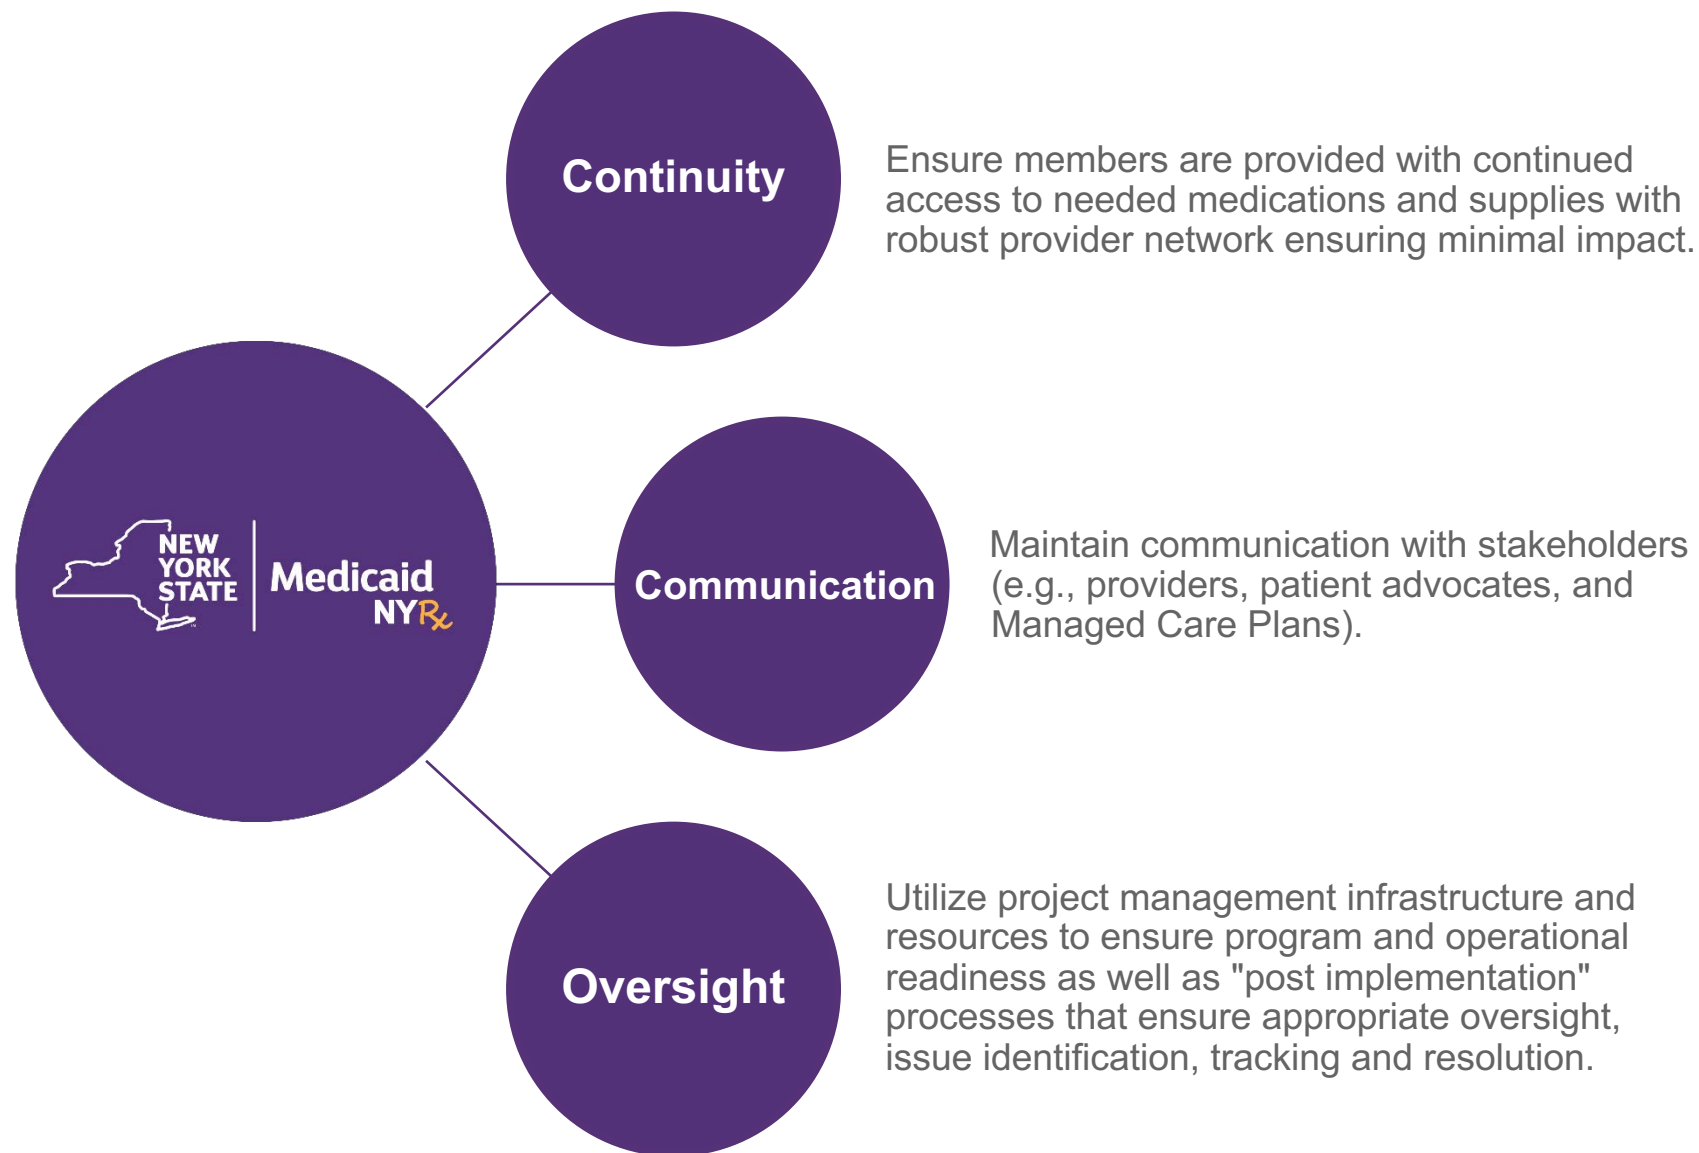 Continuity
Ensure members are provided with continued
access to needed medications and supplies with
robust provider network ensuring minimal impact.
NEW
YORK
STATE
Medicaid
NYRx
Communication
Maintain communication with stakeholders
(e.g., providers, patient advocates, and
Managed Care Plans).
Oversight
Utilize project management infrastructure and
resources to ensure program and operational
readiness as well as "post implementation"
processes that ensure appropriate oversight,
issue identification, tracking and resolution.